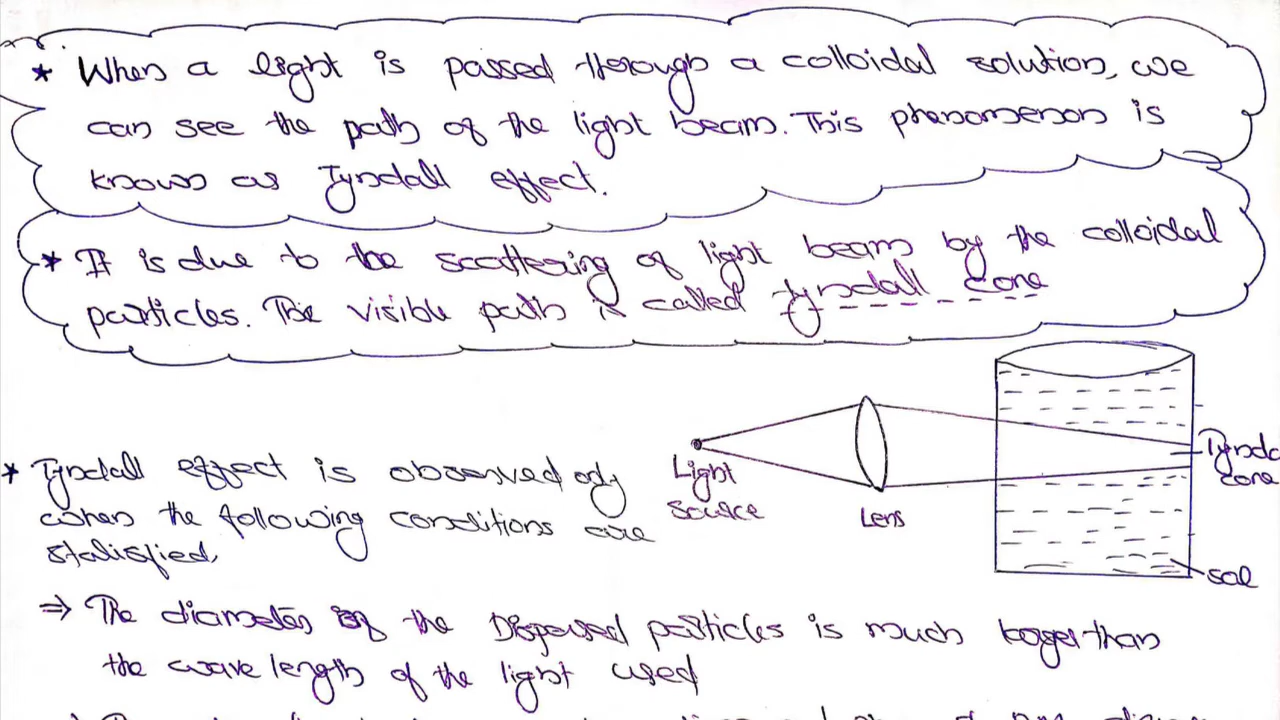 * When a light is passed through a colloidal solution, we
can see the path of the light beam. This phenomenon is
known as Tyndall effect.
* It is due to the scattering of light beam by the colloidal
particles. The visible path is called Tyndall cone
* Tyndall effect is observed only
when the following conditions are
statisfied,
Light
source
Lens
Tynda
cone
sol
⇒ The diameter of the Dispersed particles is much larger than
the wave length of the light used